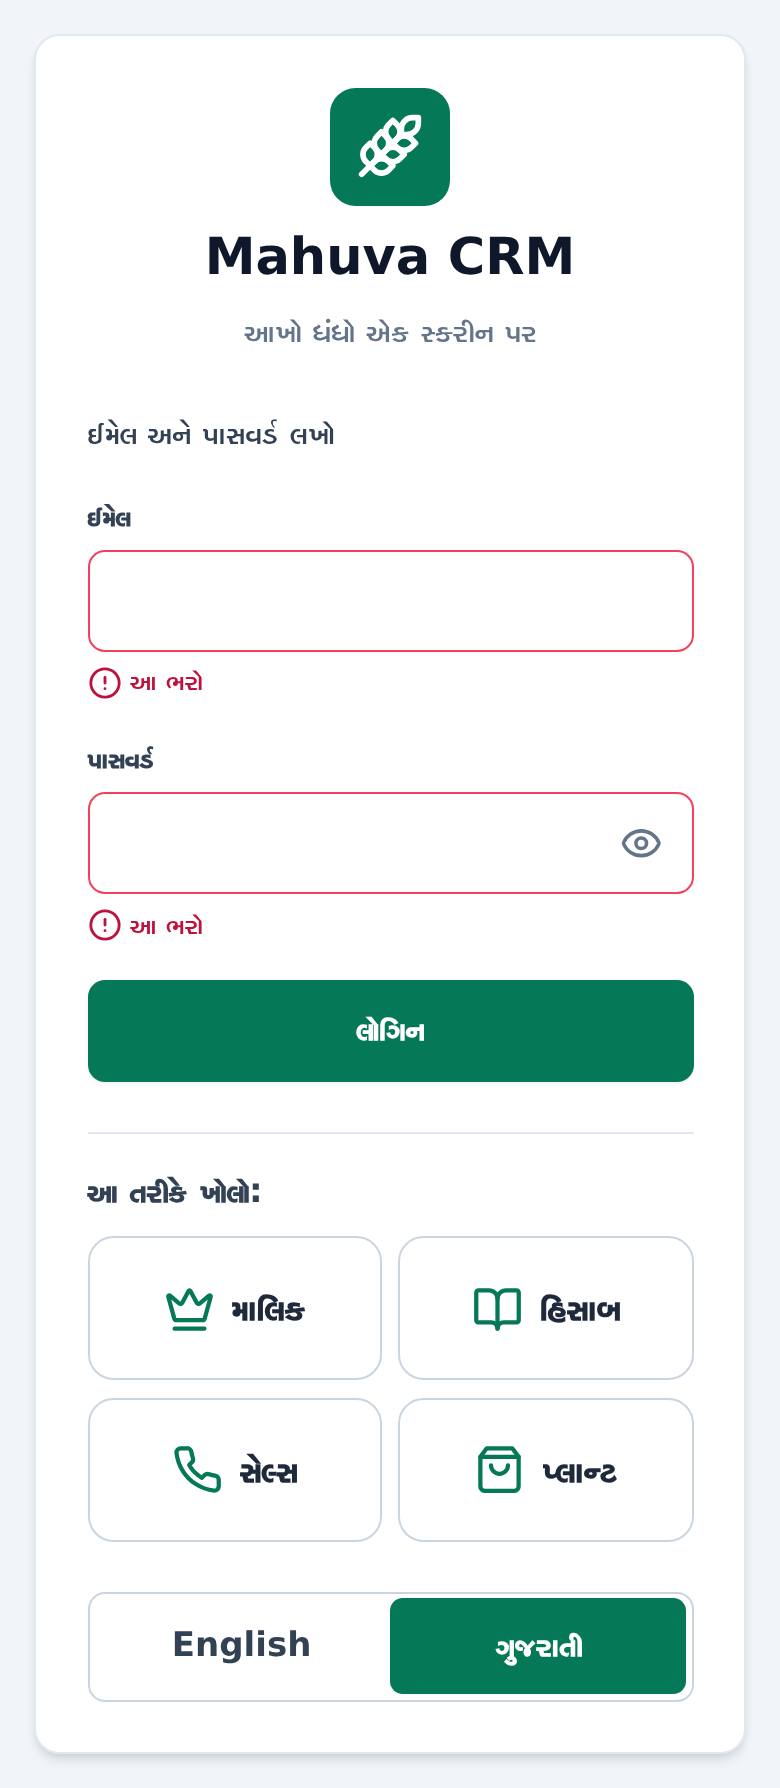 Mahuva CRM
આખો ધંધો એક સ્ક્રીન પર
ઈમેલ અને પાસવર્ડ લખો
ઈમેલ
આ ભરો
પાસવર્ડ
આ ભરો
લોગિન
આ તરીકે ખોલો:
માલિક
હિસાબ
સેલ્સ
પ્લાન્ટ
English
ગુજરાતી